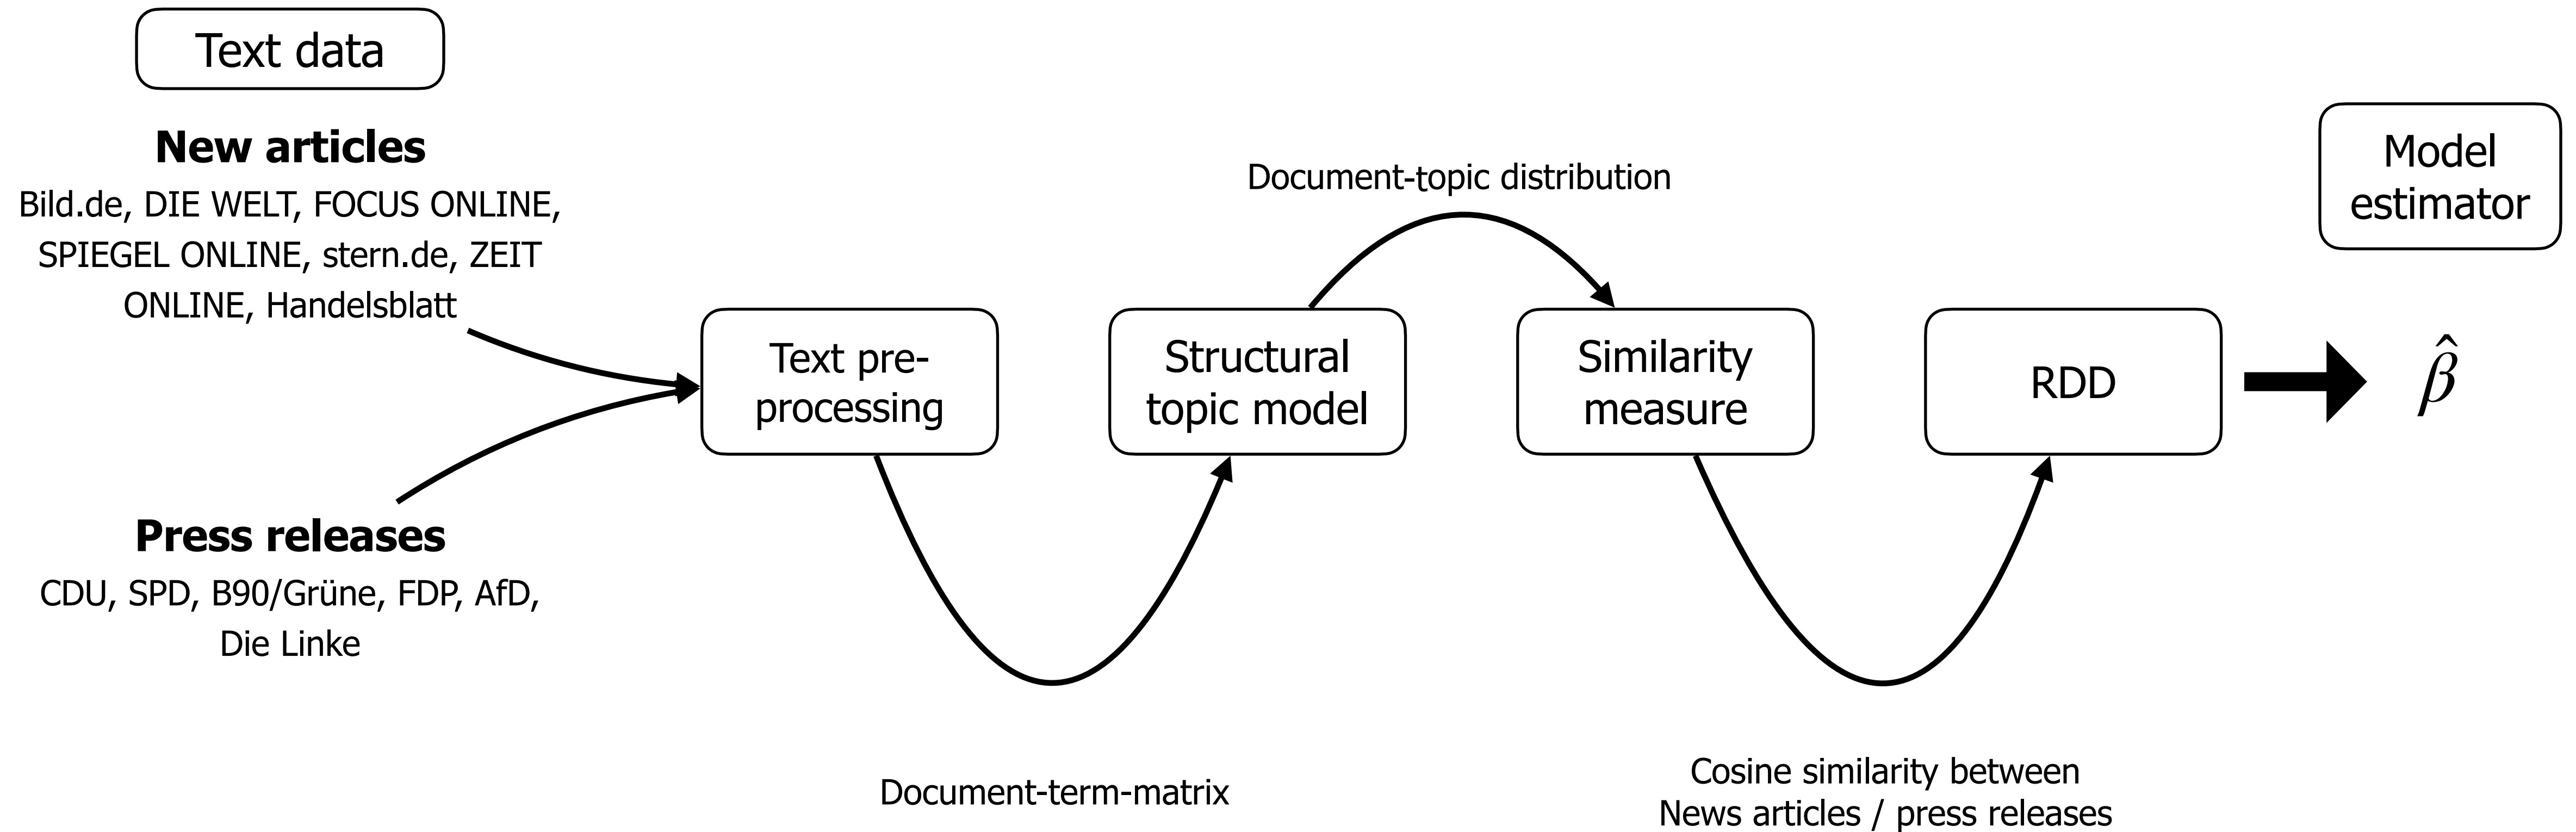 Text data
New articles
Bild.de, DIE WELT, FOCUS ONLINE,
SPIEGEL ONLINE, stern.de, ZEIT
ONLINE, Handelsblatt
Press releases
CDU, SPD, B90/Grüne, FDP, AfD,
Die Linke
Text pre-
processing
Document-term-matrix
Structural
topic model
Document-topic distribution
Similarity
measure
Cosine similarity between
News articles / press releases
RDD
Model
estimator
β̂